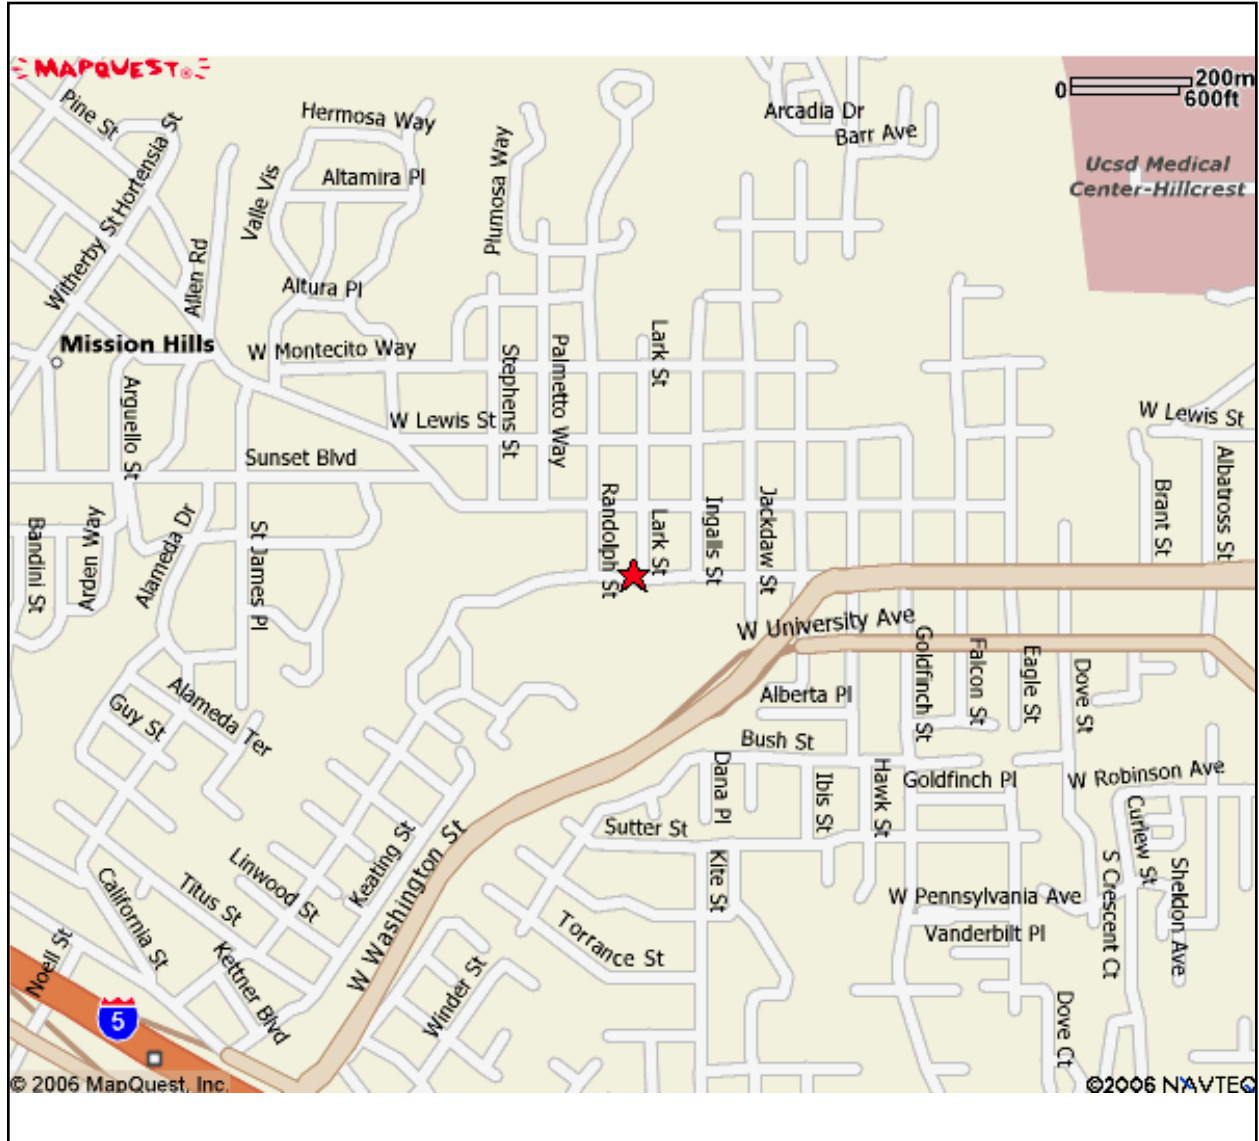 MAPQUEST
200m
0
600ft
Pine St
Hermosa Way
Arcadia Dr
Barr Ave
Ucsd Medical
Center-Hillcrest
Hortensia St
Plumosa Way
Altamira Pl
Valle Vis
Witherby St
Allen Rd
Altura Pl
Mission Hills
W Montecito Way
Lark St
Stephens St
Palmetto Way
Arguello St
W Lewis St
W Lewis St
Sunset Blvd
Albatross St
Brant St
Randolph St
Lark St
Ingalls St
Jackdaw St
Bandini St
Arden Way
Alameda Dr
St James Pl
W University Ave
Goldfinch St
Falcon St
Eagle St
Dove St
Alberta Pl
Alameda Ter
Guy St
Bush St
Dana Pl
Ibis St
Hawk St
Goldfinch Pl
W Robinson Ave
Curlew St
Sutter St
Keating St
W Washington St
Linwood St
Titus St
California St
Kite St
W Pennsylvania Ave
S Crescent Ct
Sheldon Ave
Vanderbilt Pl
Torrance St
Noell St
Kettner Blvd
Winder St
Dove Ct
5
© 2006 MapQuest, Inc.
©2006 NAVTEQ